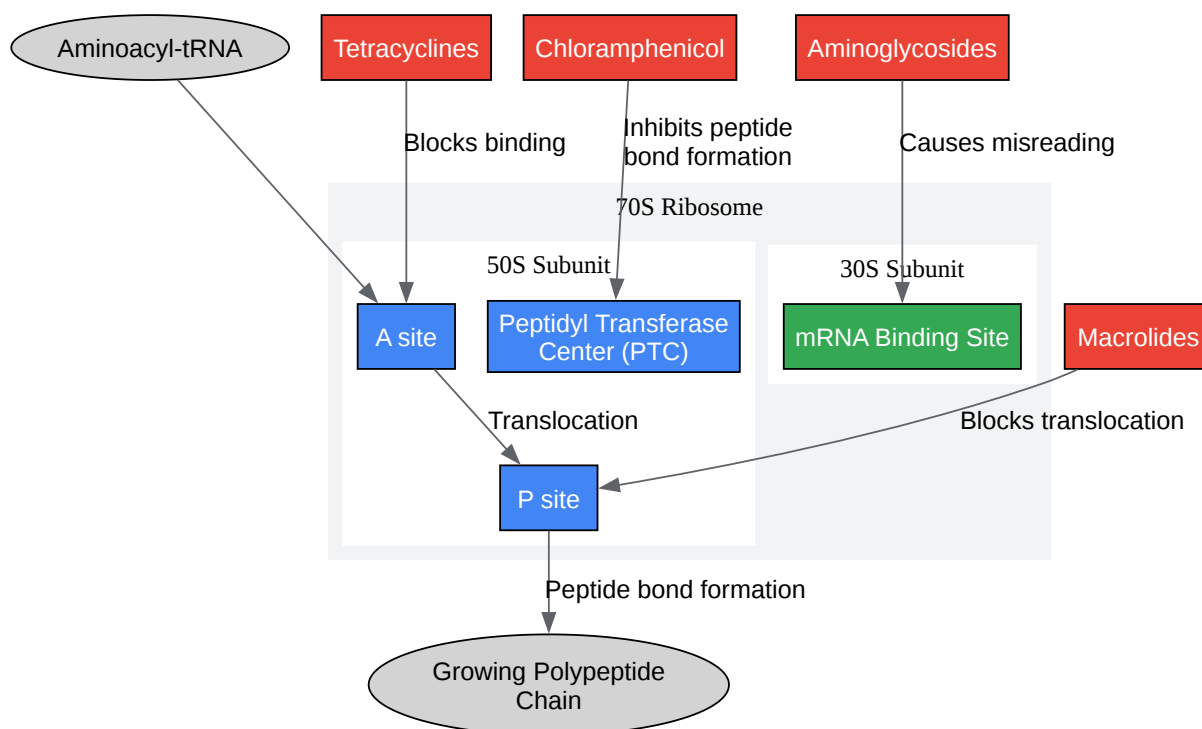 Aminoacyl-tRNA
Tetracyclines
Chloramphenicol
Aminoglycosides
Blocks binding
Inhibits peptide
bond formation
Causes misreading
70S Ribosome
50S Subunit
30S Subunit
A site
Peptidyl Transferase
Center (PTC)
mRNA Binding Site
Macrolides
Translocation
Blocks translocation
P site
Peptide bond formation
Growing Polypeptide
Chain